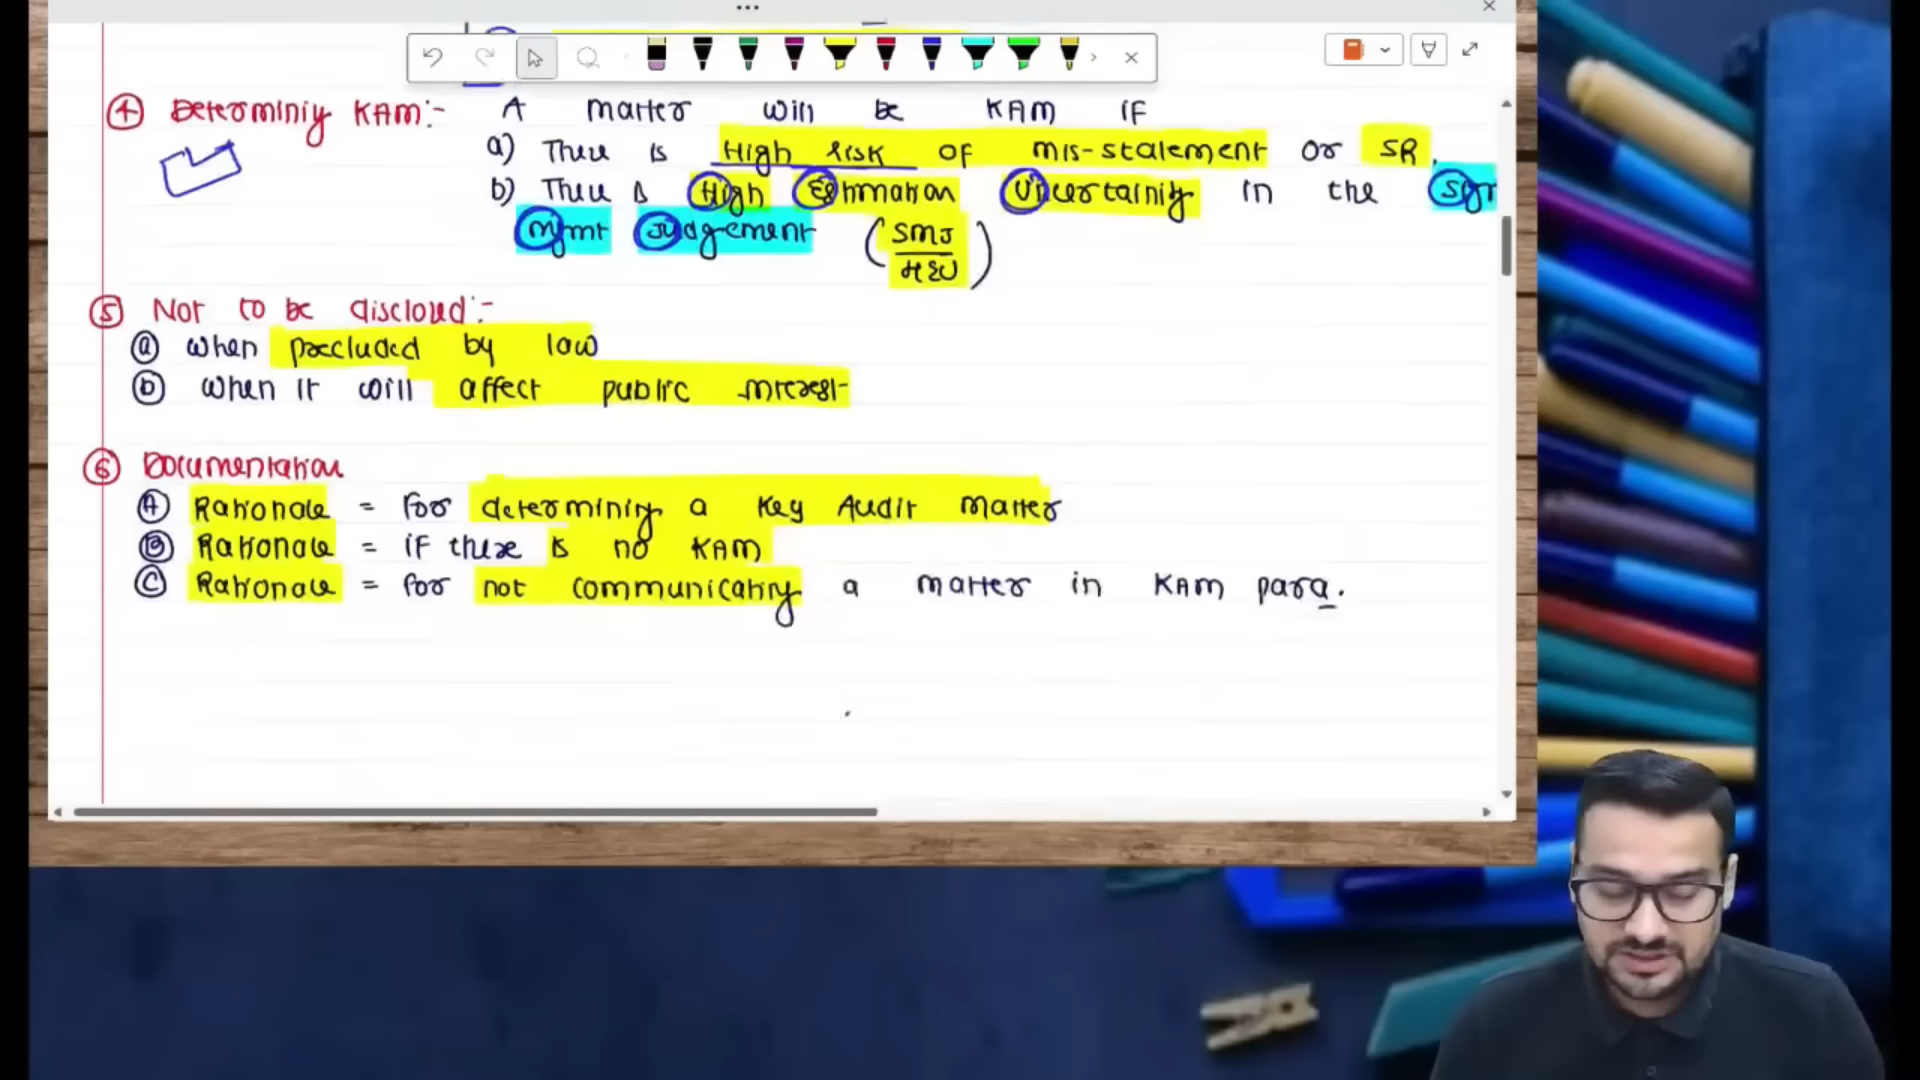 ④ Determining KAM:- A matter will be KAM if
a) There is High risk of mis-statement or SR.
b) There is High Estimation Uncertainity in the Sgn
Mgmt Judgement (SMJ
HEU)
⑤ Not to be disclosed:-
ⓐ When precluded by law
ⓑ When it will affect public interest
⑥ Documentation
Ⓐ Rationale = For determining a Key Audit Matter
Ⓑ Rationale = if there is no KAM
Ⓒ Rationale = for not communicating a matter in KAM para.